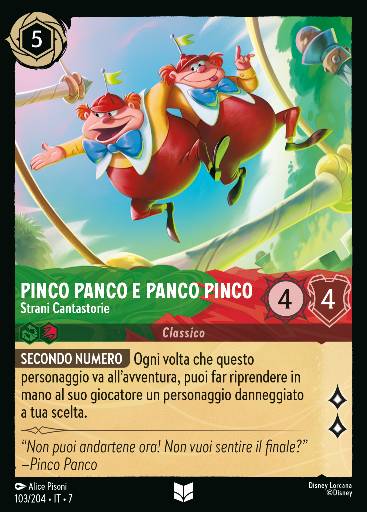 5
PINCO PANCO E PANCO PINCO
Strani Cantastorie
4
4
Classico
SECONDO NUMERO Ogni volta che questo
personaggio va all'avventura, puoi far riprendere in
mano al suo giocatore un personaggio danneggiato
a tua scelta.
“Non puoi andartene ora! Non vuoi sentire il finale?”
–Pinco Panco
Alice Pisoni
103/204 • IT • 7
Disney Lorcana
©Disney